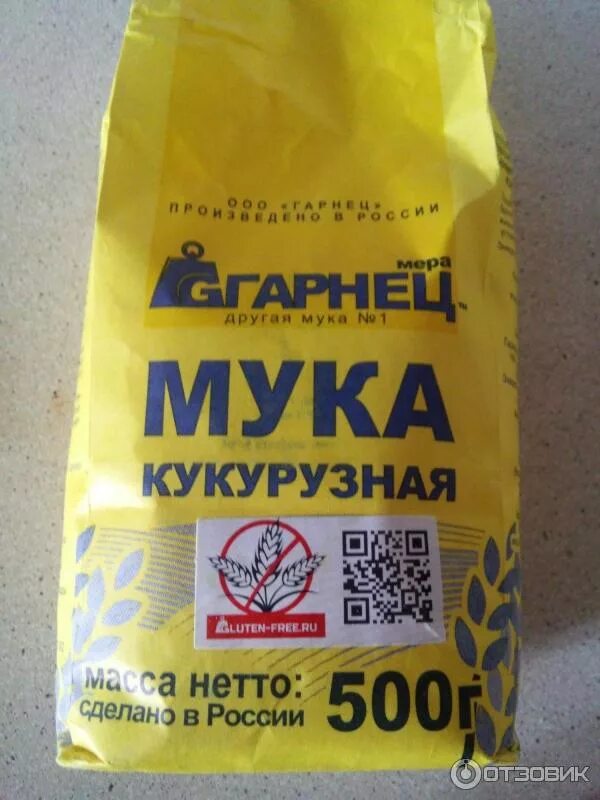 ООО «ГАРНЕЦ»
ПРОИЗВЕДЕНО В РОССИИ
мера
ГАРНЕЦ™
другая мука №1
МУКА
КУКУРУЗНАЯ
GLUTEN-FREE.RU
масса нетто:
сделано в России
500г
ОТЗОВИК